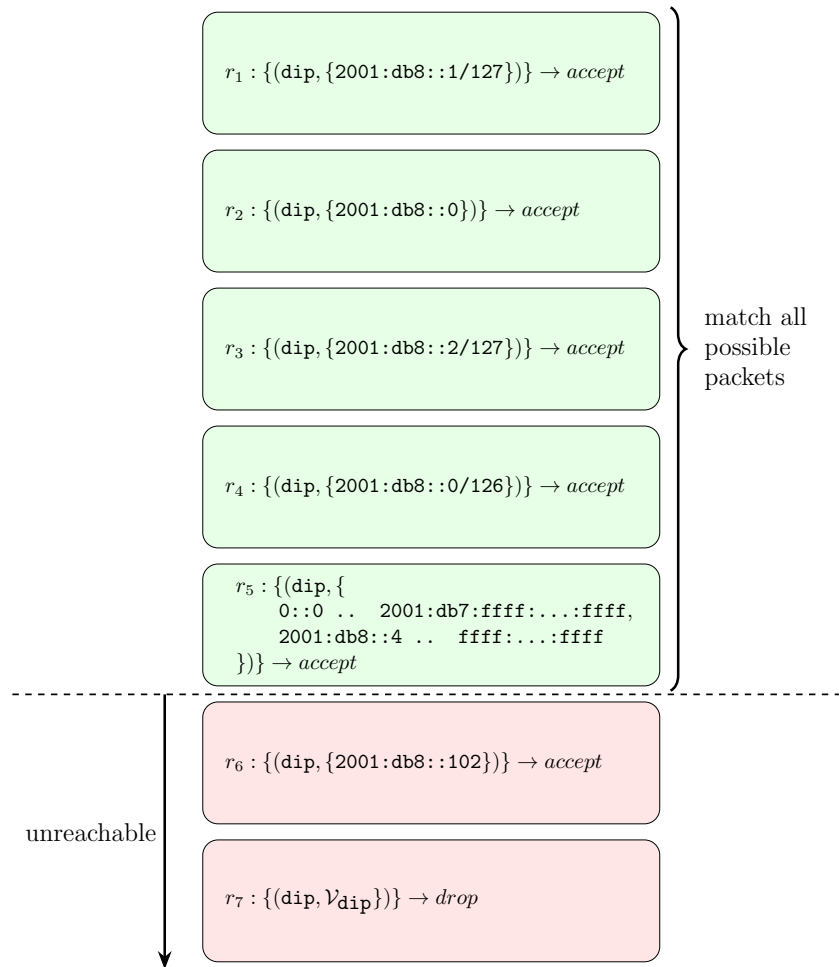 r₁ : {(dip, {2001:db8::1/127})} → accept
r₂ : {(dip, {2001:db8::0})} → accept
r₃ : {(dip, {2001:db8::2/127})} → accept
match all
possible
packets
r₄ : {(dip, {2001:db8::0/126})} → accept
r₅ : {(dip, {
0::0 .. 2001:db7:ffff:...:ffff,
2001:db8::4 .. ffff:...:ffff
})} → accept
r₆ : {(dip, {2001:db8::102})} → accept
unreachable
r₇ : {(dip, 𝒱dip})} → drop